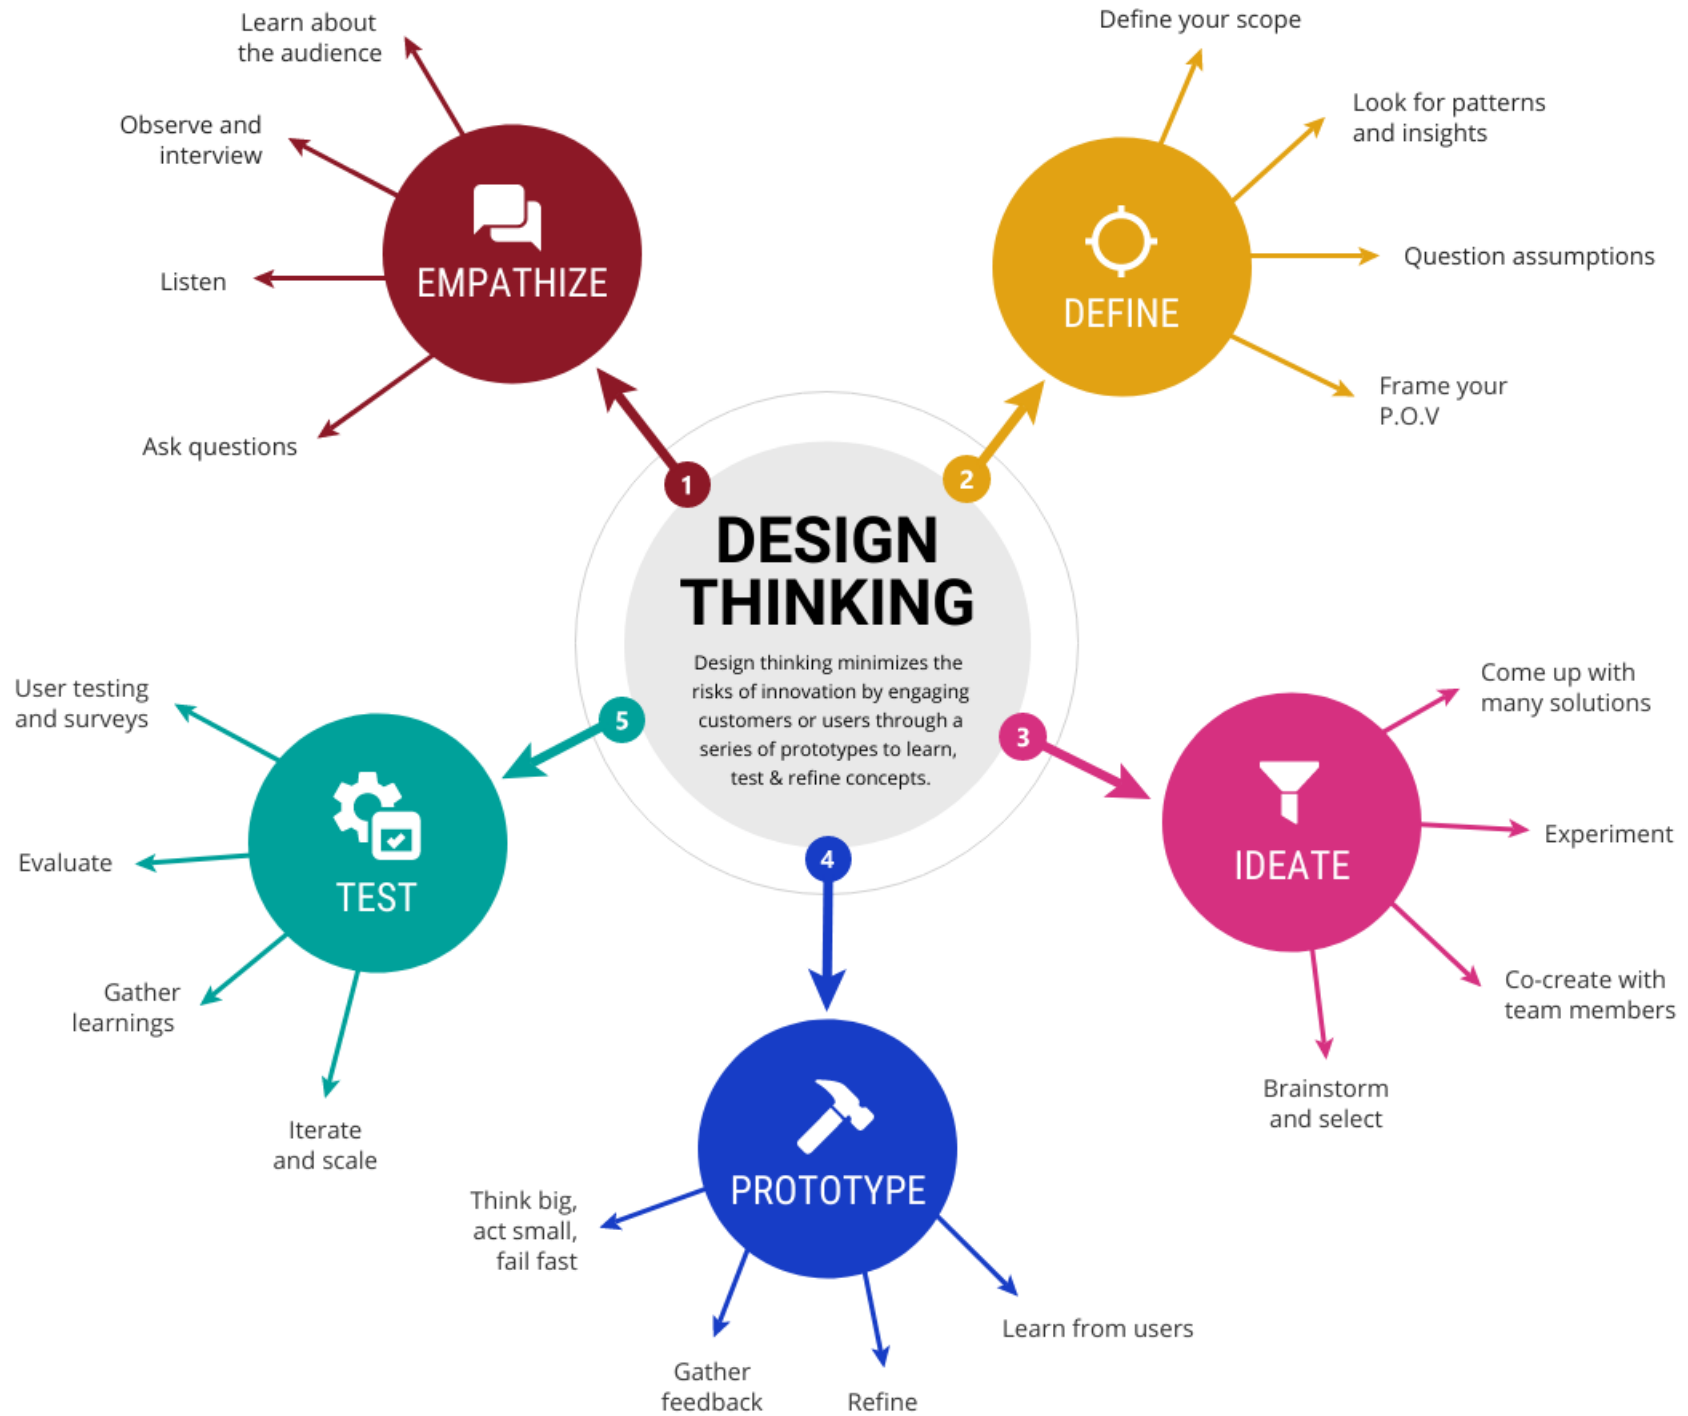 DESIGN
THINKING
Design thinking minimizes the
risks of innovation by engaging
customers or users through a
series of prototypes to learn,
test & refine concepts.
1
EMPATHIZE
Learn about
the audience
Observe and
interview
Listen
Ask questions
2
DEFINE
Define your scope
Look for patterns
and insights
Question assumptions
Frame your
P.O.V
3
IDEATE
Come up with
many solutions
Experiment
Co-create with
team members
Brainstorm
and select
4
PROTOTYPE
Learn from users
Refine
Gather
feedback
Think big,
act small,
fail fast
5
TEST
User testing
and surveys
Evaluate
Gather
learnings
Iterate
and scale